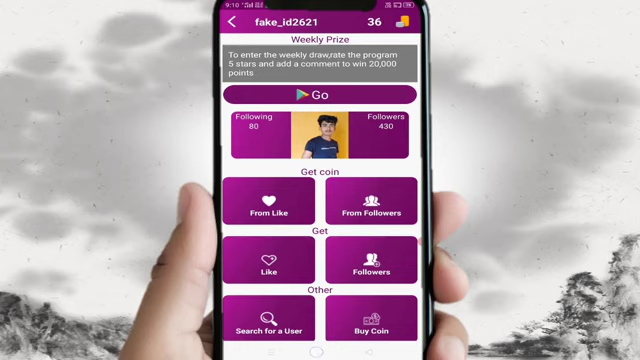 9:10
fake_id2621
36
Weekly Prize
To enter the weekly draw,rate the program
5 stars and add a comment to win 20,000
points
Go
Following
80
Followers
430
Get coin
From Like
From Followers
Get
Like
Followers
Other
Search for a User
Buy Coin